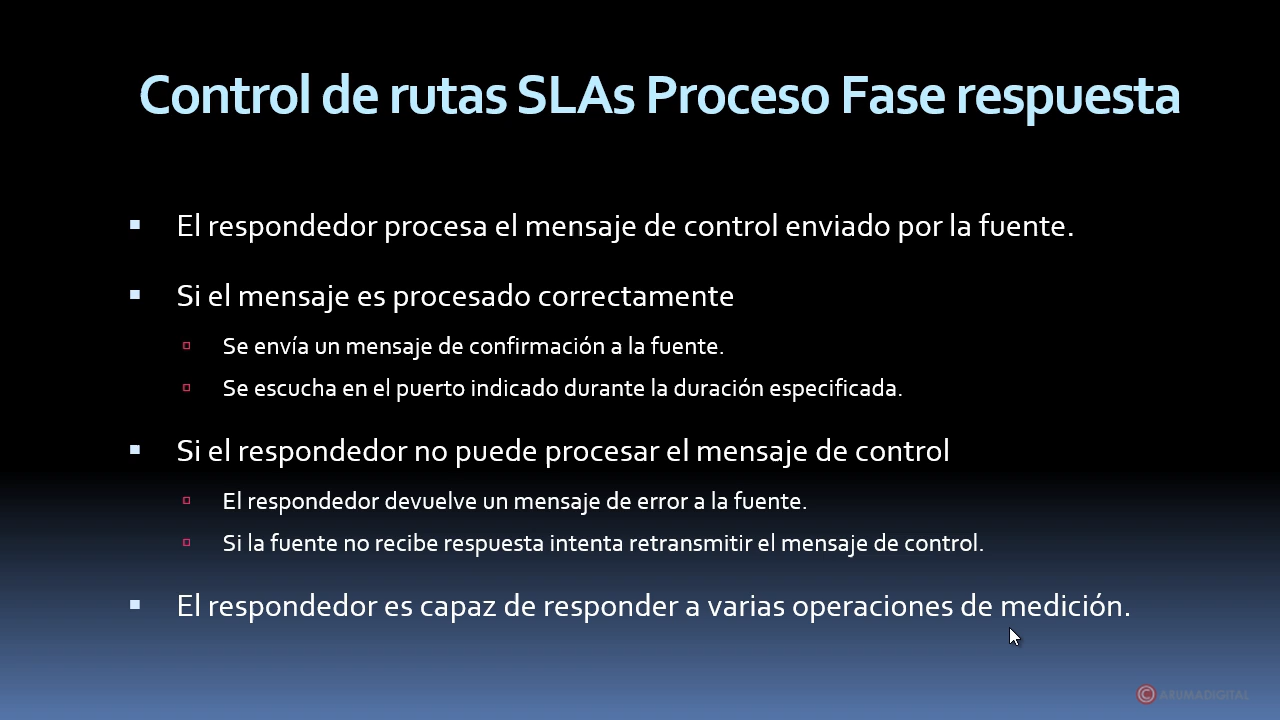 Control de rutas SLAs Proceso Fase respuesta
El respondedor procesa el mensaje de control enviado por la fuente.
Si el mensaje es procesado correctamente
Se envía un mensaje de confirmación a la fuente.
Se escucha en el puerto indicado durante la duración especificada.
Si el respondedor no puede procesar el mensaje de control
El respondedor devuelve un mensaje de error a la fuente.
Si la fuente no recibe respuesta intenta retransmitir el mensaje de control.
El respondedor es capaz de responder a varias operaciones de medición.
© ARUMADIGITAL